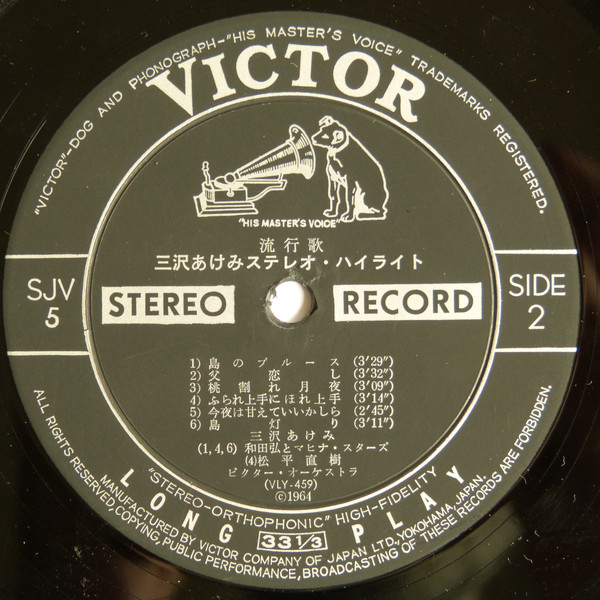 "VICTOR"-DOG AND PHONOGRAPH-"HIS MASTER'S VOICE" TRADEMARKS REGISTERED.
VICTOR
"HIS MASTER'S VOICE"
流行歌
三沢あけみステレオ・ハイライト
SJV
5
STEREO
RECORD
SIDE
2
1) 島のブルース (3'29")
2) 父恋し (3'32")
3) 桃割れ月夜 (3'09")
4) ふられ上手にほれ上手 (3'14")
5) 今夜は甘えていいかしら (2'45")
6) 島灯り (3'11")
三沢あけみ
(1,4,6) 和田弘とマヒナ・スターズ
(4) 松平直樹
ビクター・オーケストラ
(VLY-459)
©1964
"STEREO-ORTHOPHONIC" HIGH-FIDELITY
LONG 33 1/3 PLAY
MANUFACTURED BY VICTOR COMPANY OF JAPAN LTD., YOKOHAMA, JAPAN.
ALL RIGHTS RESERVED, COPYING, PUBLIC PERFORMANCE, BROADCASTING OF THESE RECORDS ARE FORBIDDEN.